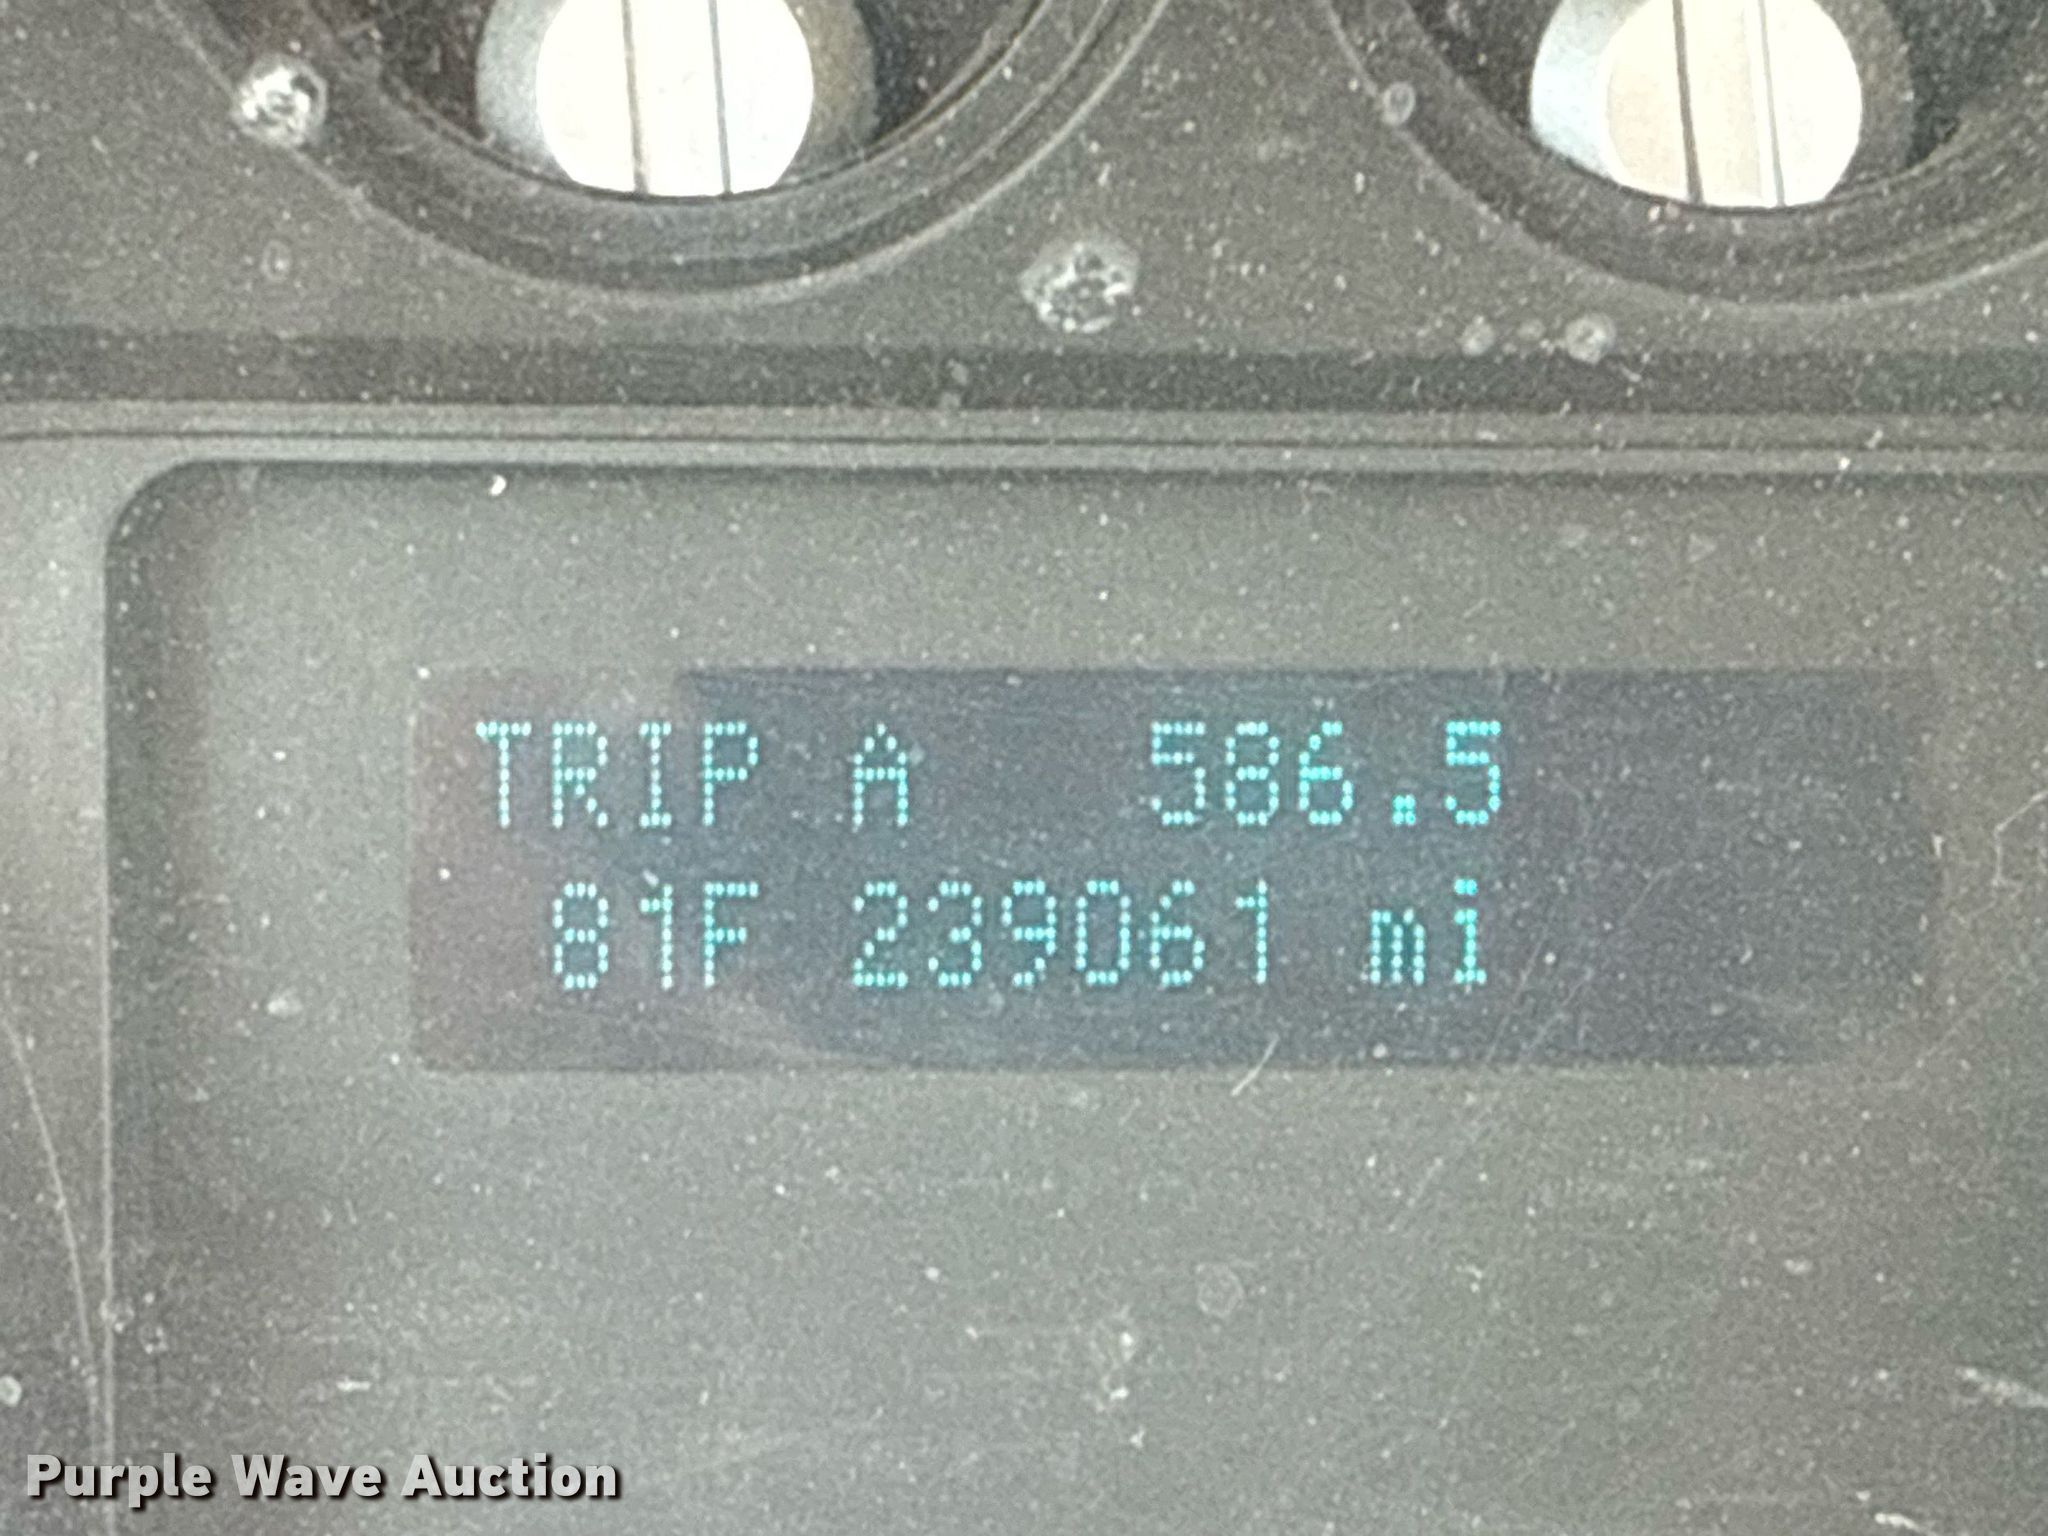 TRIP A 586.5
81F 239061 mi
Purple Wave Auction